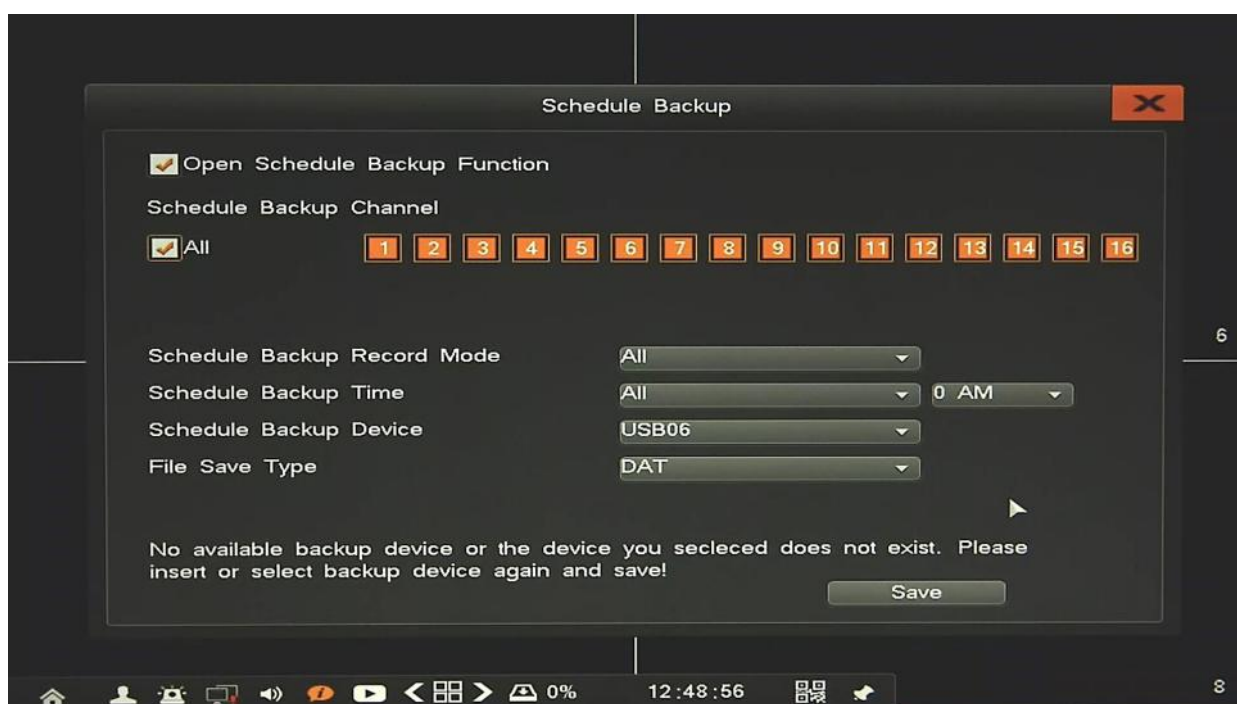 Schedule Backup
Open Schedule Backup Function
Schedule Backup Channel
All 1 2 3 4 5 6 7 8 9 10 11 12 13 14 15 16
6
Schedule Backup Record Mode All
Schedule Backup Time All 0 AM
Schedule Backup Device USB06
File Save Type DAT
No available backup device or the device you secleced does not exist. Please
insert or select backup device again and save!
Save
0% 12:48:56
8